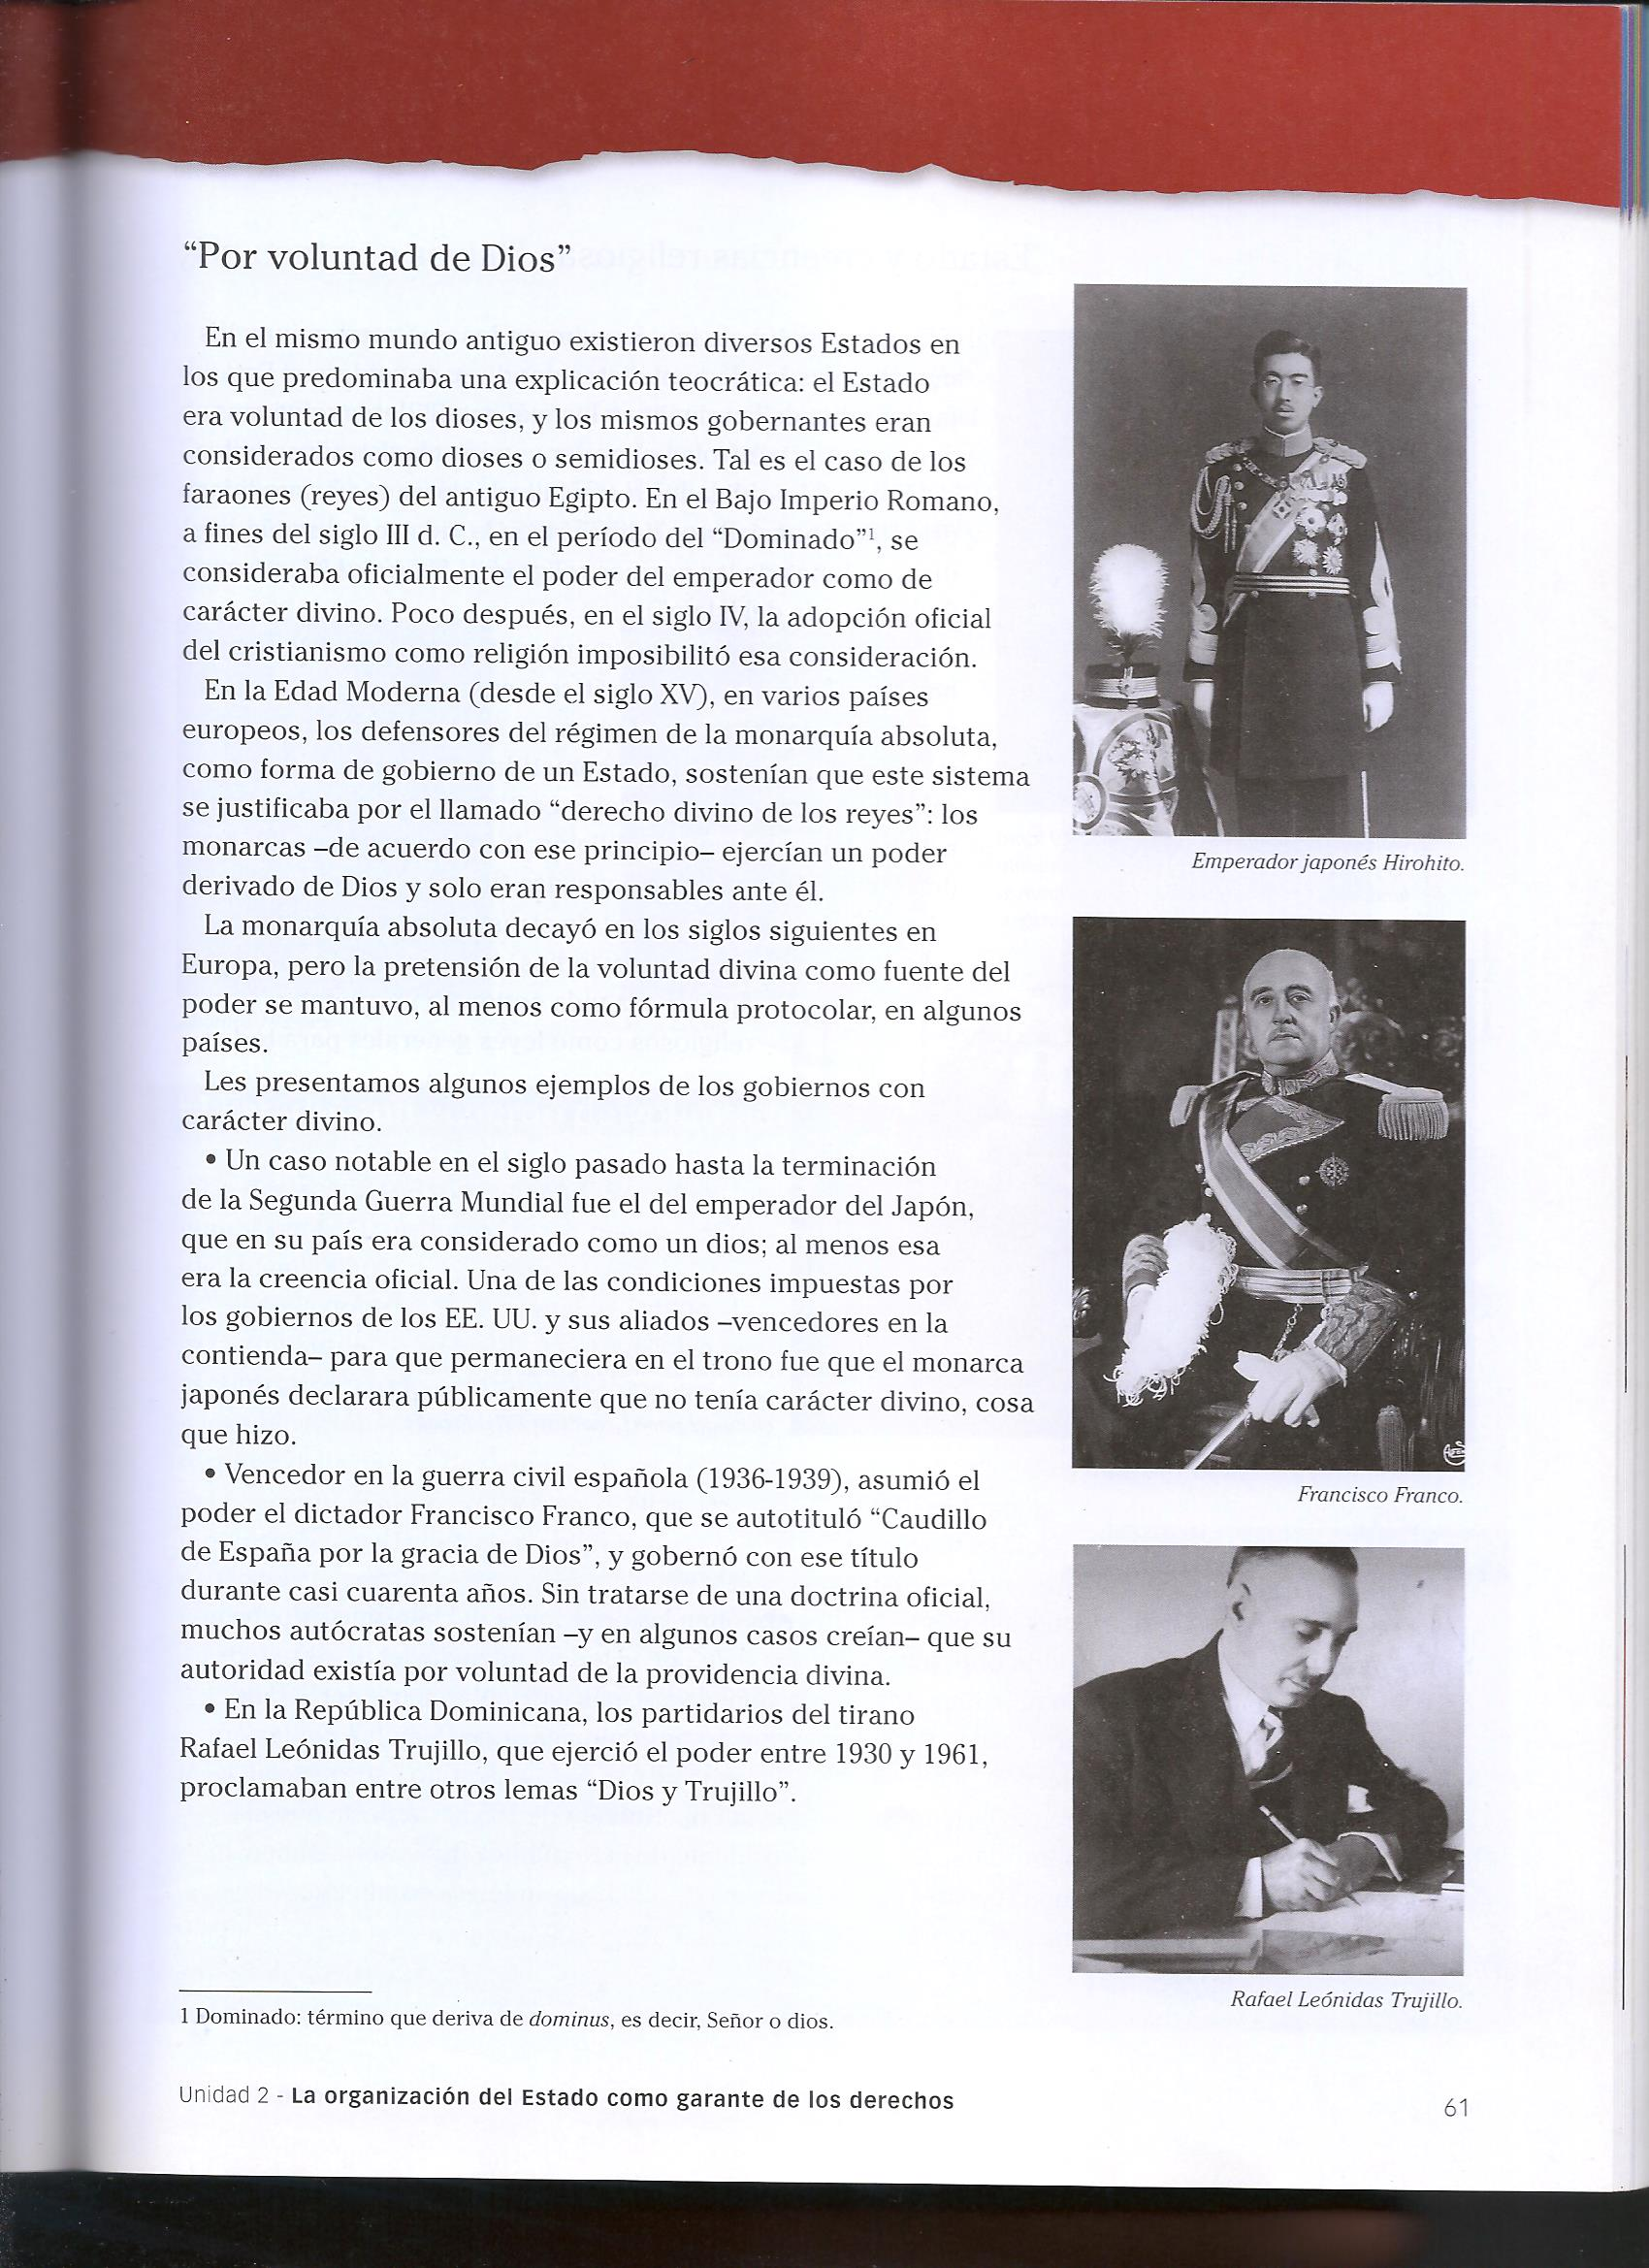 “Por voluntad de Dios”
En el mismo mundo antiguo existieron diversos Estados en
los que predominaba una explicación teocrática: el Estado
era voluntad de los dioses, y los mismos gobernantes eran
considerados como dioses o semidioses. Tal es el caso de los
faraones (reyes) del antiguo Egipto. En el Bajo Imperio Romano,
a fines del siglo III d. C., en el período del “Dominado”¹, se
consideraba oficialmente el poder del emperador como de
carácter divino. Poco después, en el siglo IV, la adopción oficial
del cristianismo como religión imposibilitó esa consideración.
En la Edad Moderna (desde el siglo XV), en varios países
europeos, los defensores del régimen de la monarquía absoluta,
como forma de gobierno de un Estado, sostenían que este sistema
se justificaba por el llamado “derecho divino de los reyes”: los
monarcas –de acuerdo con ese principio– ejercían un poder
derivado de Dios y solo eran responsables ante él.
La monarquía absoluta decayó en los siglos siguientes en
Europa, pero la pretensión de la voluntad divina como fuente del
poder se mantuvo, al menos como fórmula protocolar, en algunos
países.
Les presentamos algunos ejemplos de los gobiernos con
carácter divino.
• Un caso notable en el siglo pasado hasta la terminación
de la Segunda Guerra Mundial fue el del emperador del Japón,
que en su país era considerado como un dios; al menos esa
era la creencia oficial. Una de las condiciones impuestas por
los gobiernos de los EE. UU. y sus aliados –vencedores en la
contienda– para que permaneciera en el trono fue que el monarca
japonés declarara públicamente que no tenía carácter divino, cosa
que hizo.
• Vencedor en la guerra civil española (1936-1939), asumió el
poder el dictador Francisco Franco, que se autotituló “Caudillo
de España por la gracia de Dios”, y gobernó con ese título
durante casi cuarenta años. Sin tratarse de una doctrina oficial,
muchos autócratas sostenían –y en algunos casos creían– que su
autoridad existía por voluntad de la providencia divina.
• En la República Dominicana, los partidarios del tirano
Rafael Leónidas Trujillo, que ejerció el poder entre 1930 y 1961,
proclamaban entre otros lemas “Dios y Trujillo”.
Emperador japonés Hirohito.
Francisco Franco.
Rafael Leónidas Trujillo.
1 Dominado: término que deriva de dominus, es decir, Señor o dios.
Unidad 2 - La organización del Estado como garante de los derechos
61